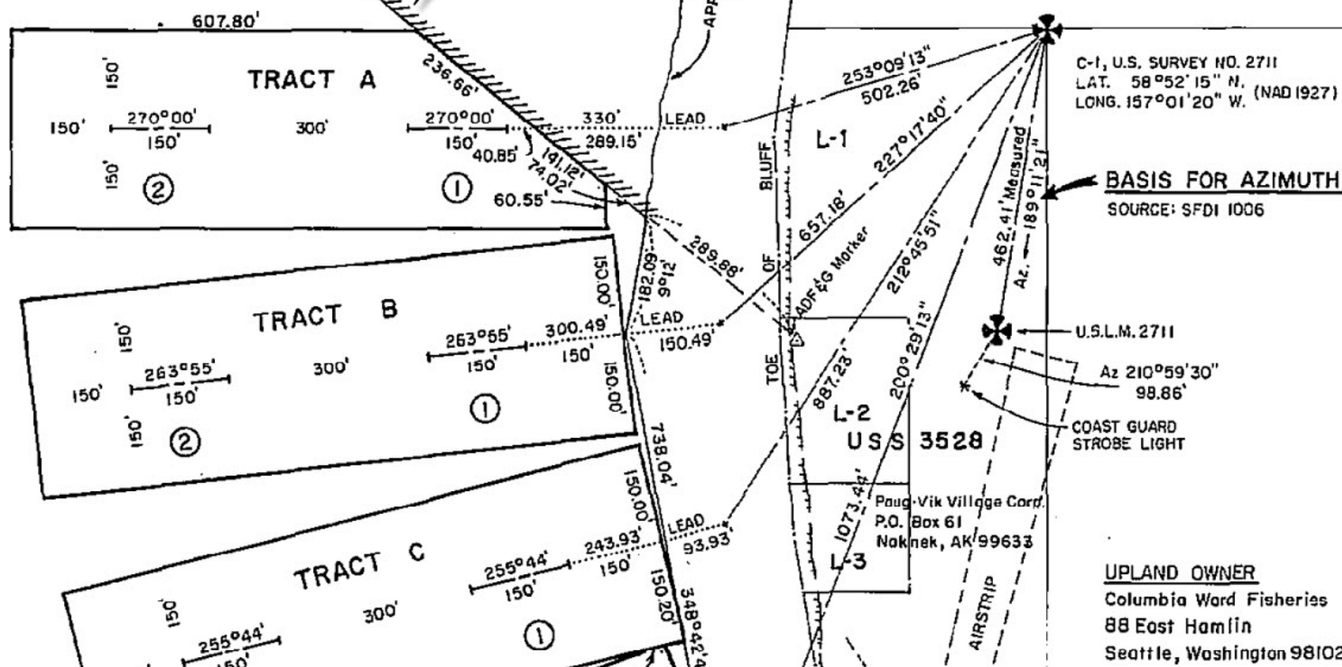 607.80'
TRACT A
150'
150'
270°00'
150'
300'
270°00'
150'
150'
②
①
236.66'
330'
LEAD
289.15'
40.85'
141.12'
74.02'
60.55'
253°09'13"
502.26'
227°17'40"
657.18'
212°45'51"
887.23'
200°29'13"
1073.44'
462.41' Measured
Az. 189°11'21"
C-1, U.S. SURVEY NO. 2711
LAT. 58°52'15" N.
LONG. 157°01'20" W. (NAD 1927)
BASIS FOR AZIMUTH
SOURCE: SFDI 1006
L-1
TOE OF BLUFF
ADF&G Marker
289.88'
182.09'
9°12'
TRACT B
150'
150'
263°55'
150'
300'
263°55'
150'
150'
300.49'
150'
LEAD
150.49'
150.00'
150.00'
②
①
U.S.L.M. 2711
Az 210°59'30"
98.86'
COAST GUARD
STROBE LIGHT
L-2
USS 3528
Paug-Vik Village Corp.
P.O. Box 61
Naknek, AK 99633
L-3
738.04'
TRACT C
150'
255°44'
300'
255°44'
150'
243.93'
150'
LEAD
93.93'
150.00'
150.20'
①
AIRSTRIP
UPLAND OWNER
Columbia Ward Fisheries
88 East Hamlin
Seattle, Washington 98102